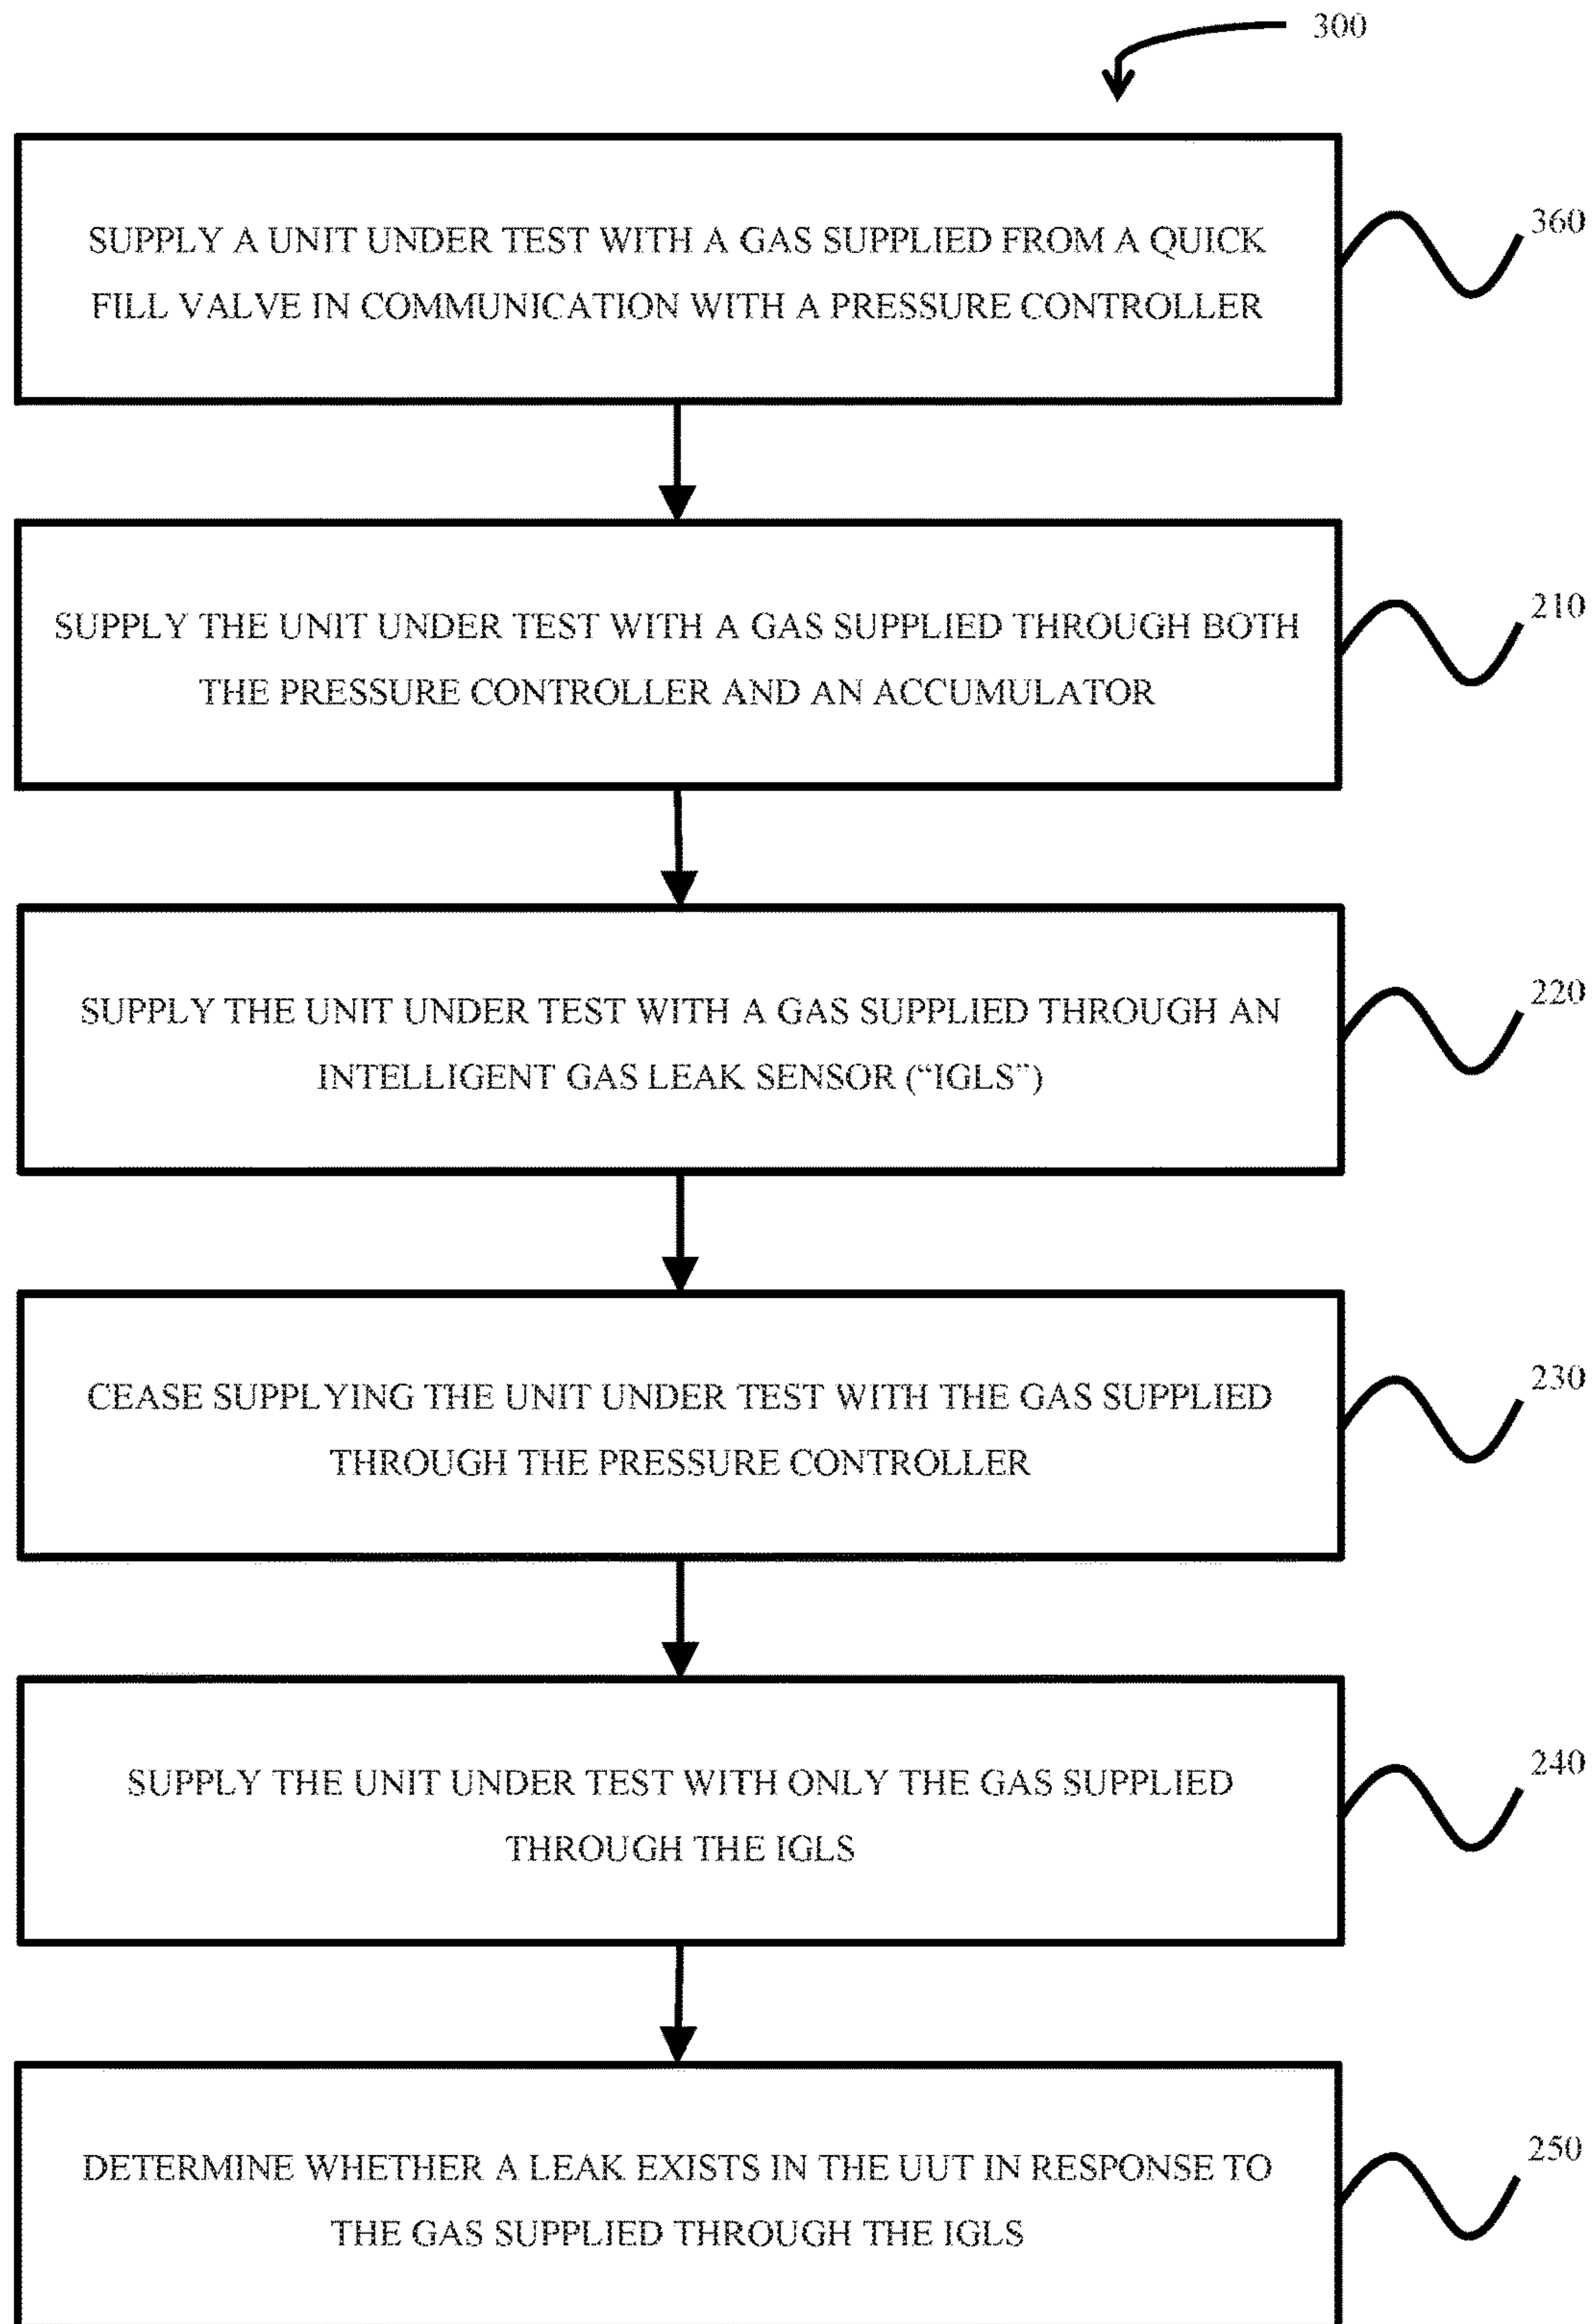 300
SUPPLY A UNIT UNDER TEST WITH A GAS SUPPLIED FROM A QUICK
FILL VALVE IN COMMUNICATION WITH A PRESSURE CONTROLLER
360
SUPPLY THE UNIT UNDER TEST WITH A GAS SUPPLIED THROUGH BOTH
THE PRESSURE CONTROLLER AND AN ACCUMULATOR
210
SUPPLY THE UNIT UNDER TEST WITH A GAS SUPPLIED THROUGH AN
INTELLIGENT GAS LEAK SENSOR (“IGLS”)
220
CEASE SUPPLYING THE UNIT UNDER TEST WITH THE GAS SUPPLIED
THROUGH THE PRESSURE CONTROLLER
230
SUPPLY THE UNIT UNDER TEST WITH ONLY THE GAS SUPPLIED
THROUGH THE IGLS
240
DETERMINE WHETHER A LEAK EXISTS IN THE UUT IN RESPONSE TO
THE GAS SUPPLIED THROUGH THE IGLS
250